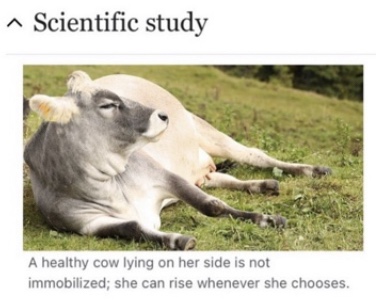 Scientific study
A healthy cow lying on her side is not
immobilized; she can rise whenever she chooses.